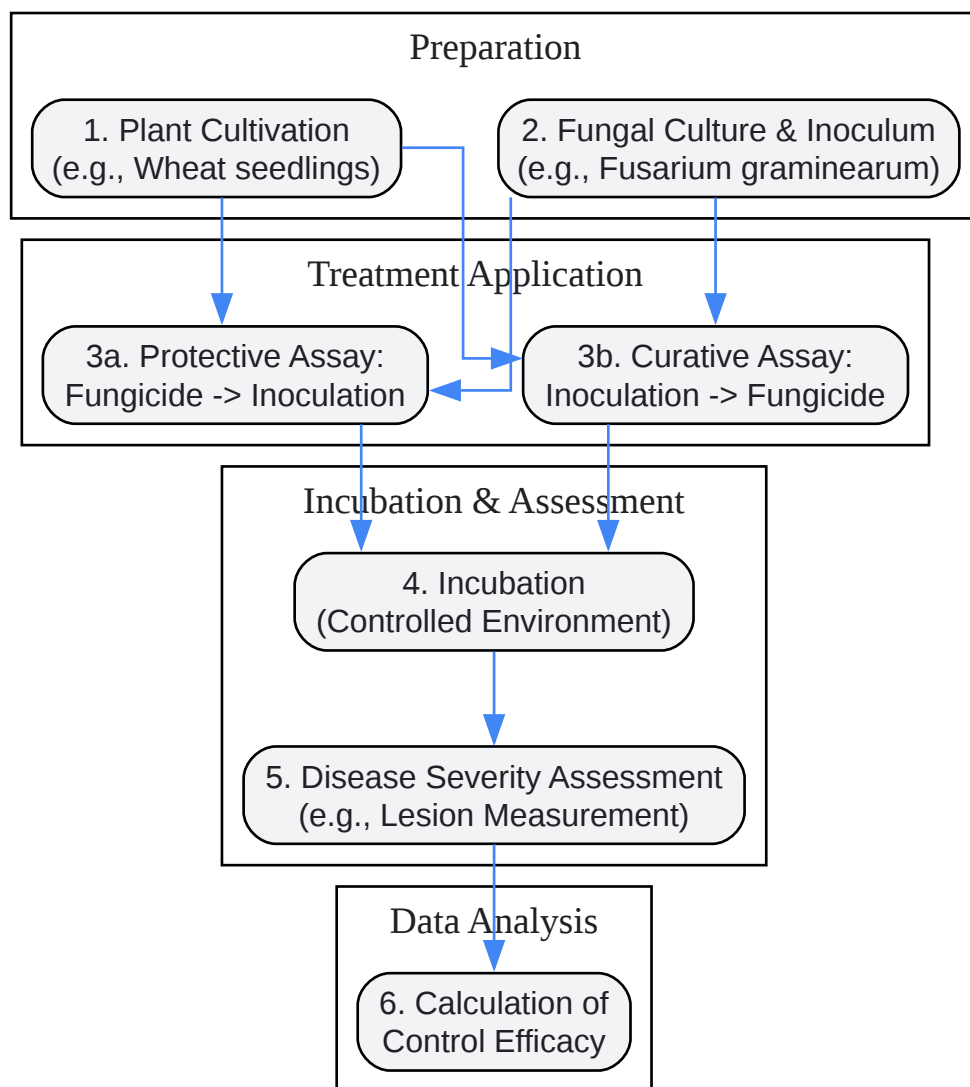 Preparation
1. Plant Cultivation
(e.g., Wheat seedlings)
2. Fungal Culture & Inoculum
(e.g., Fusarium graminearum)
Treatment Application
3a. Protective Assay:
Fungicide -> Inoculation
3b. Curative Assay:
Inoculation -> Fungicide
Incubation & Assessment
4. Incubation
(Controlled Environment)
5. Disease Severity Assessment
(e.g., Lesion Measurement)
Data Analysis
6. Calculation of
Control Efficacy